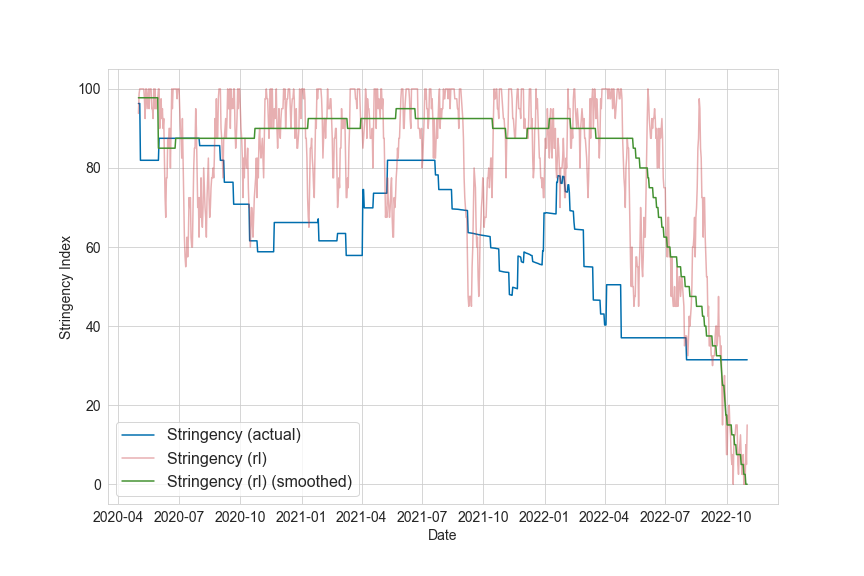 100
80
60
40
20
0
Stringency Index
Stringency (actual)
Stringency (rl)
Stringency (rl) (smoothed)
2020-04 2020-07 2020-10 2021-01 2021-04 2021-07 2021-10 2022-01 2022-04 2022-07 2022-10
Date